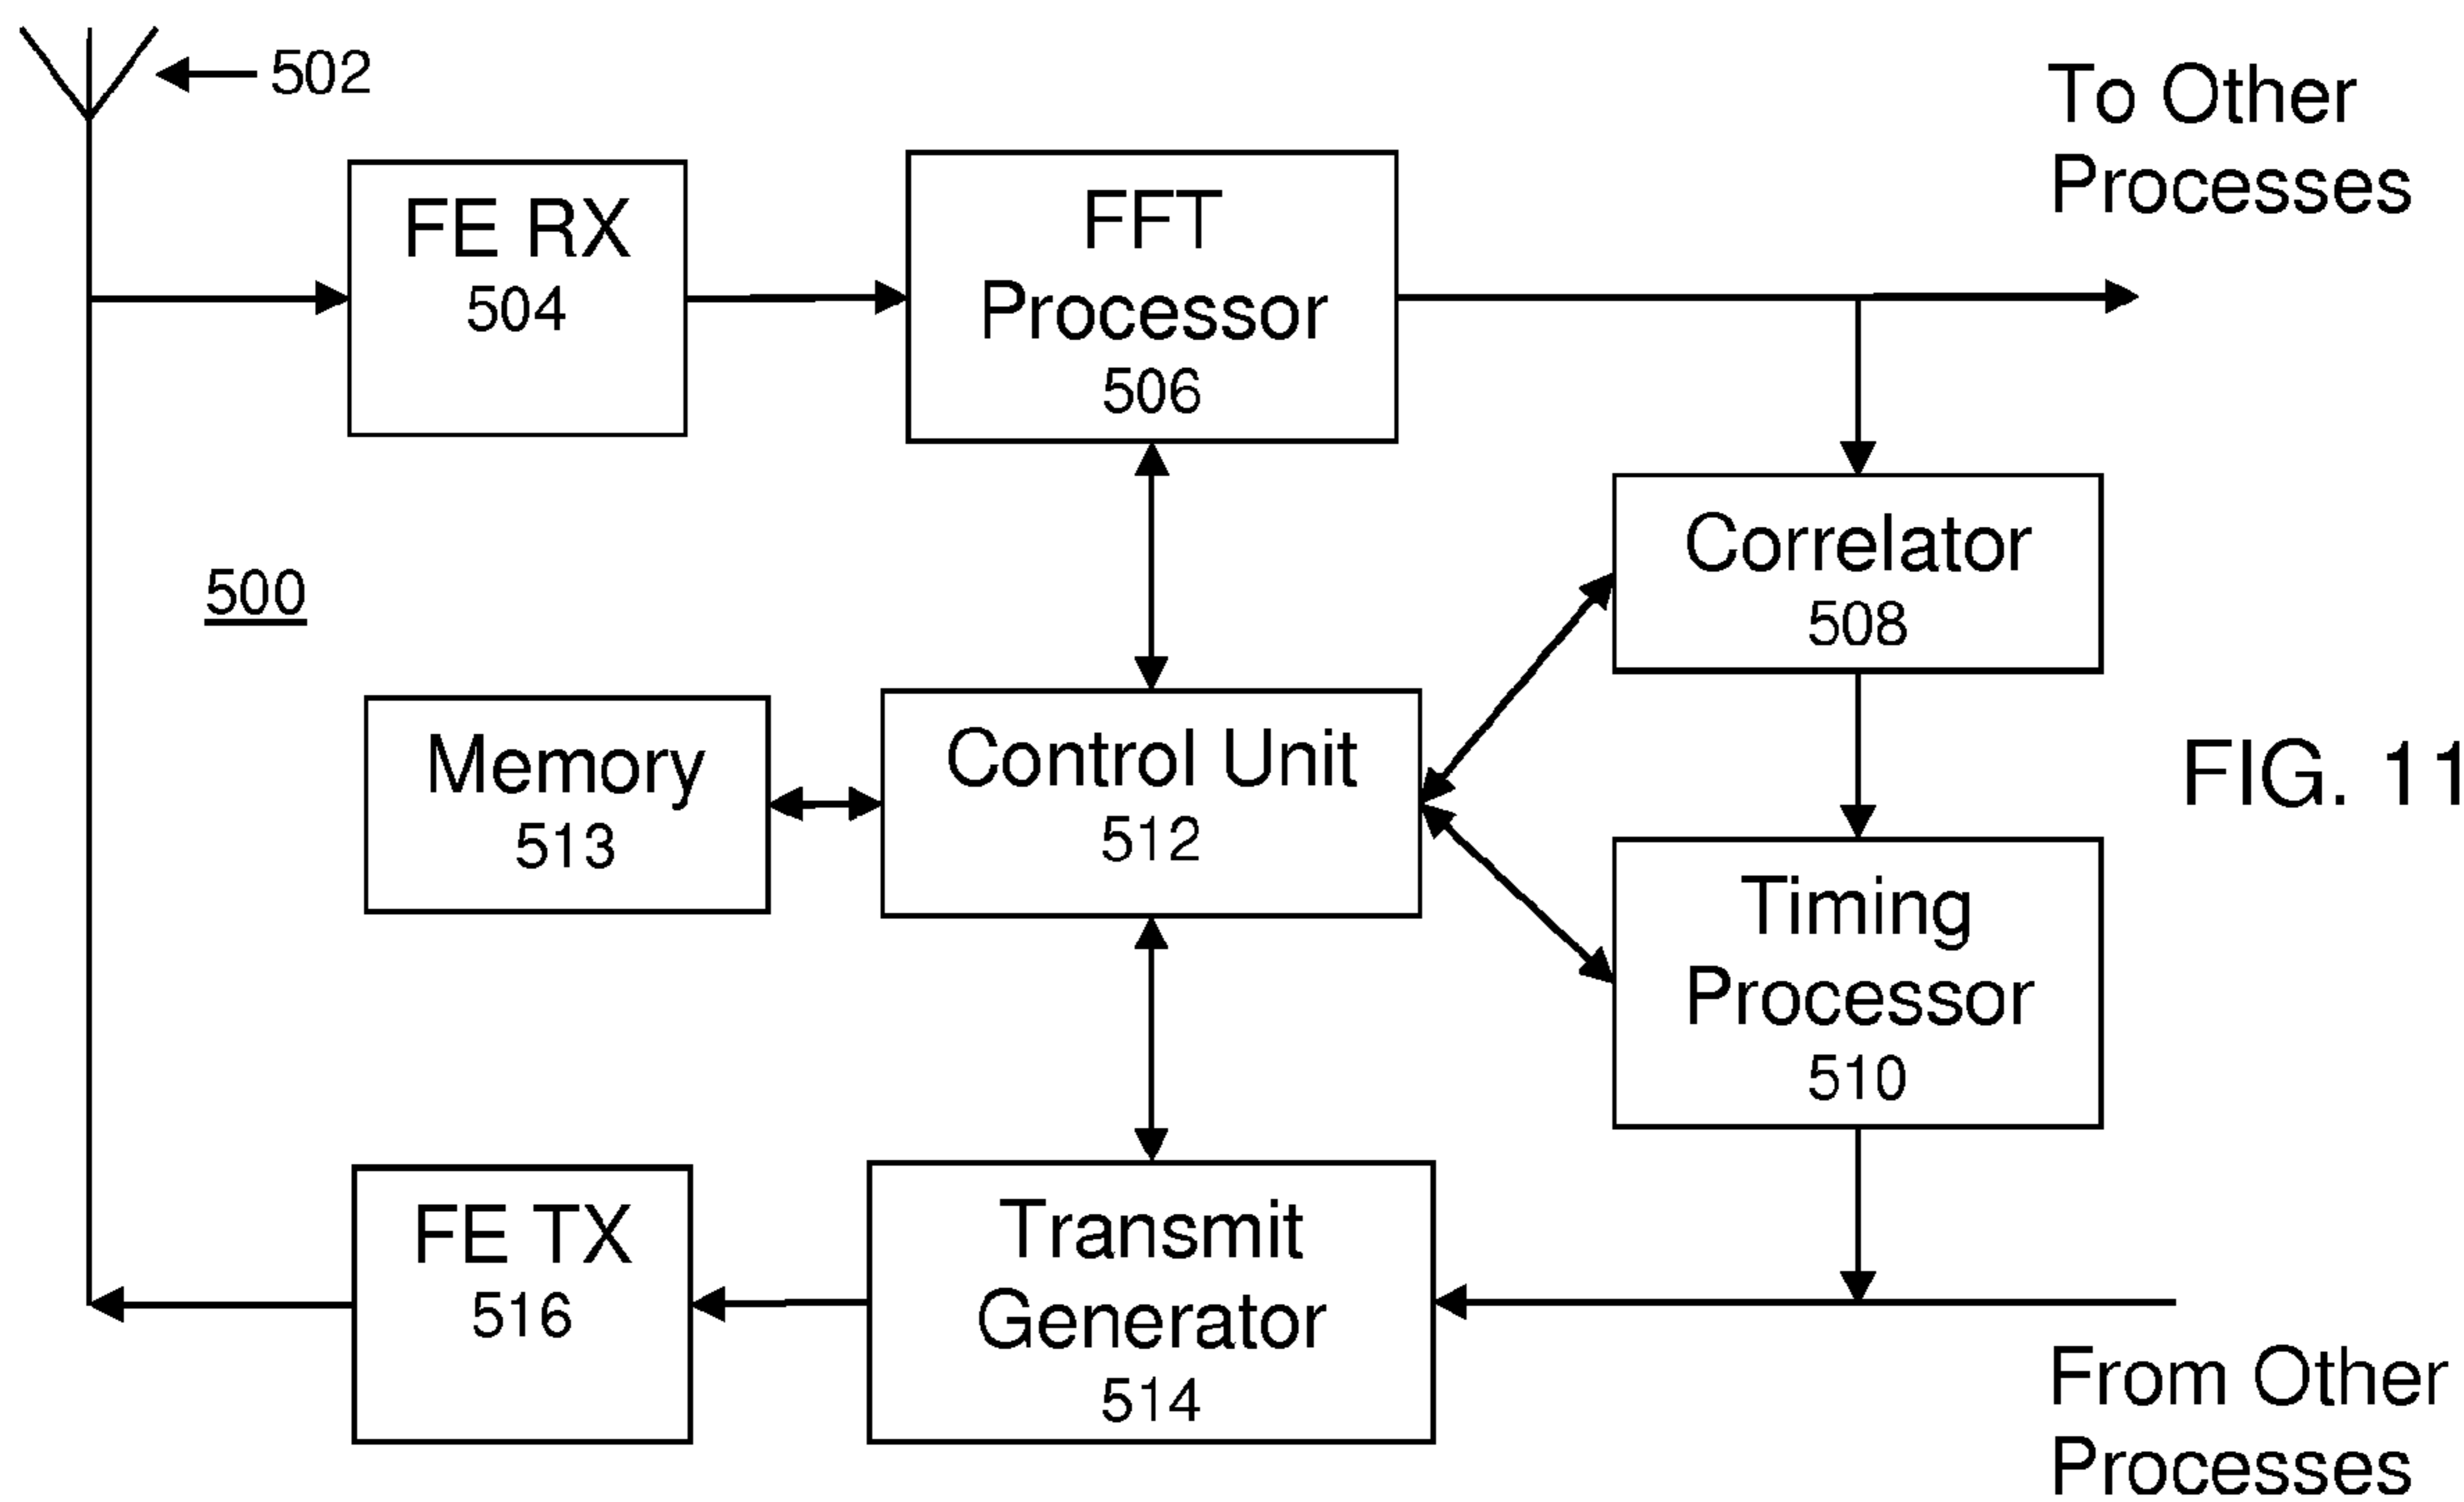 502
To Other
Processes
FE RX
504
FFT
Processor
506
Correlator
508
500
Memory
513
Control Unit
512
FIG. 11
Timing
Processor
510
FE TX
516
Transmit
Generator
514
From Other
Processes